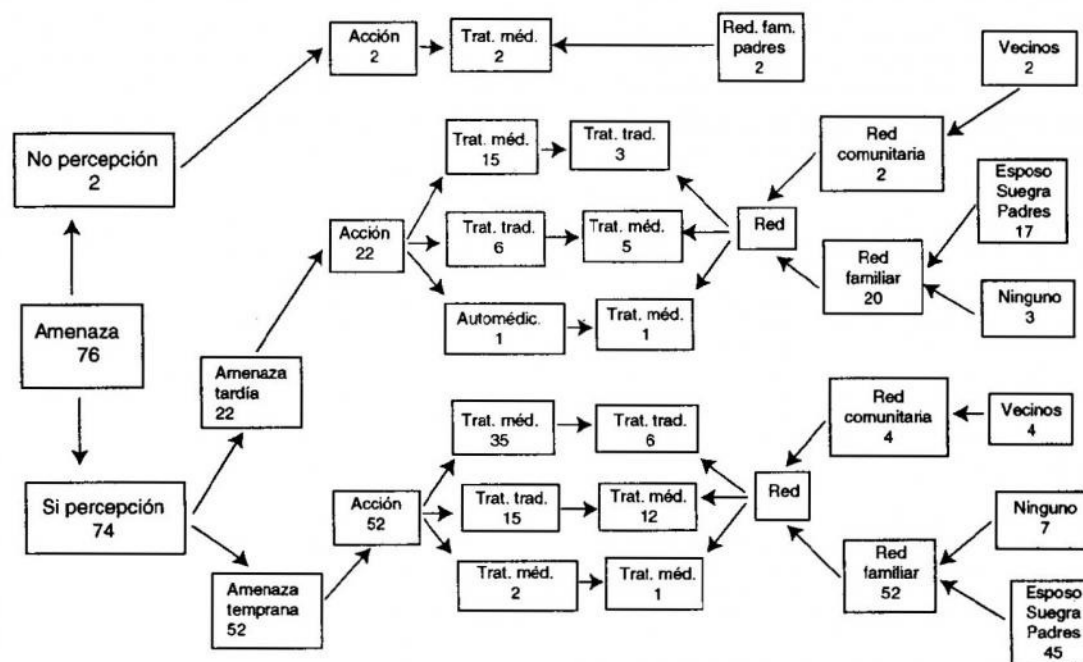 Acción
2
Trat. méd.
2
Red. fam.
padres
2
Vecinos
2
No percepción
2
Trat. méd.
15
Trat. trad.
3
Red
comunitaria
2
Esposo
Suegra
Padres
17
Acción
22
Trat. trad.
6
Trat. méd.
5
Red
Red
familiar
20
Ninguno
3
Amenaza
76
Automédic.
1
Trat. méd.
1
Amenaza
tardía
22
Red
comunitaria
4
Vecinos
4
Trat. méd.
35
Trat. trad.
6
Si percepción
74
Acción
52
Trat. trad.
15
Trat. méd.
12
Red
Ninguno
7
Red
familiar
52
Amenaza
temprana
52
Trat. méd.
2
Trat. méd.
1
Esposo
Suegra
Padres
45